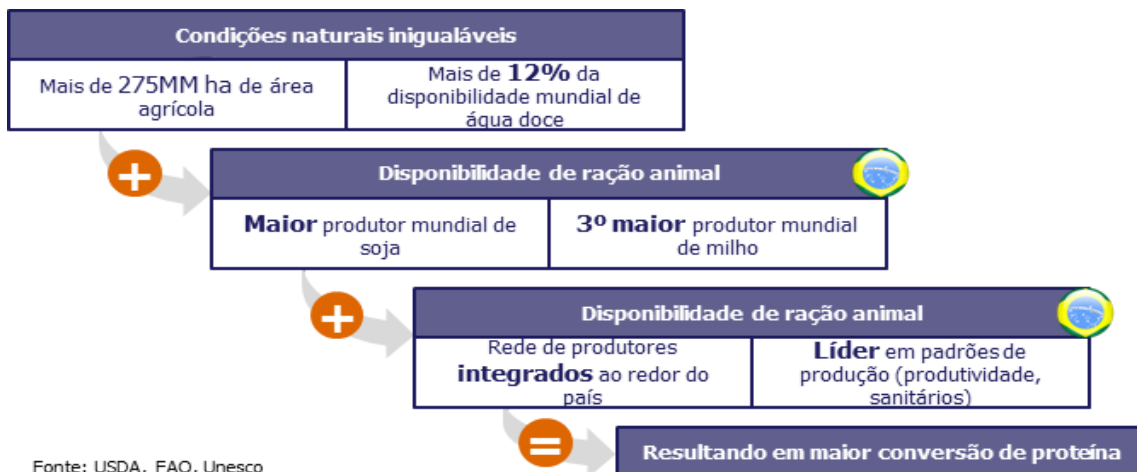 Condições naturais inigualáveis
Mais de 275MM ha de área
agrícola
Mais de 12% da
disponibilidade mundial de
água doce
+
Disponibilidade de ração animal
Maior produtor mundial de
soja
3º maior produtor mundial
de milho
+
Disponibilidade de ração animal
Rede de produtores
integrados ao redor do
país
Líder em padrões de
produção (produtividade,
sanitários)
=
Resultando em maior conversão de proteína
Fonte: USDA, FAO, Unesco